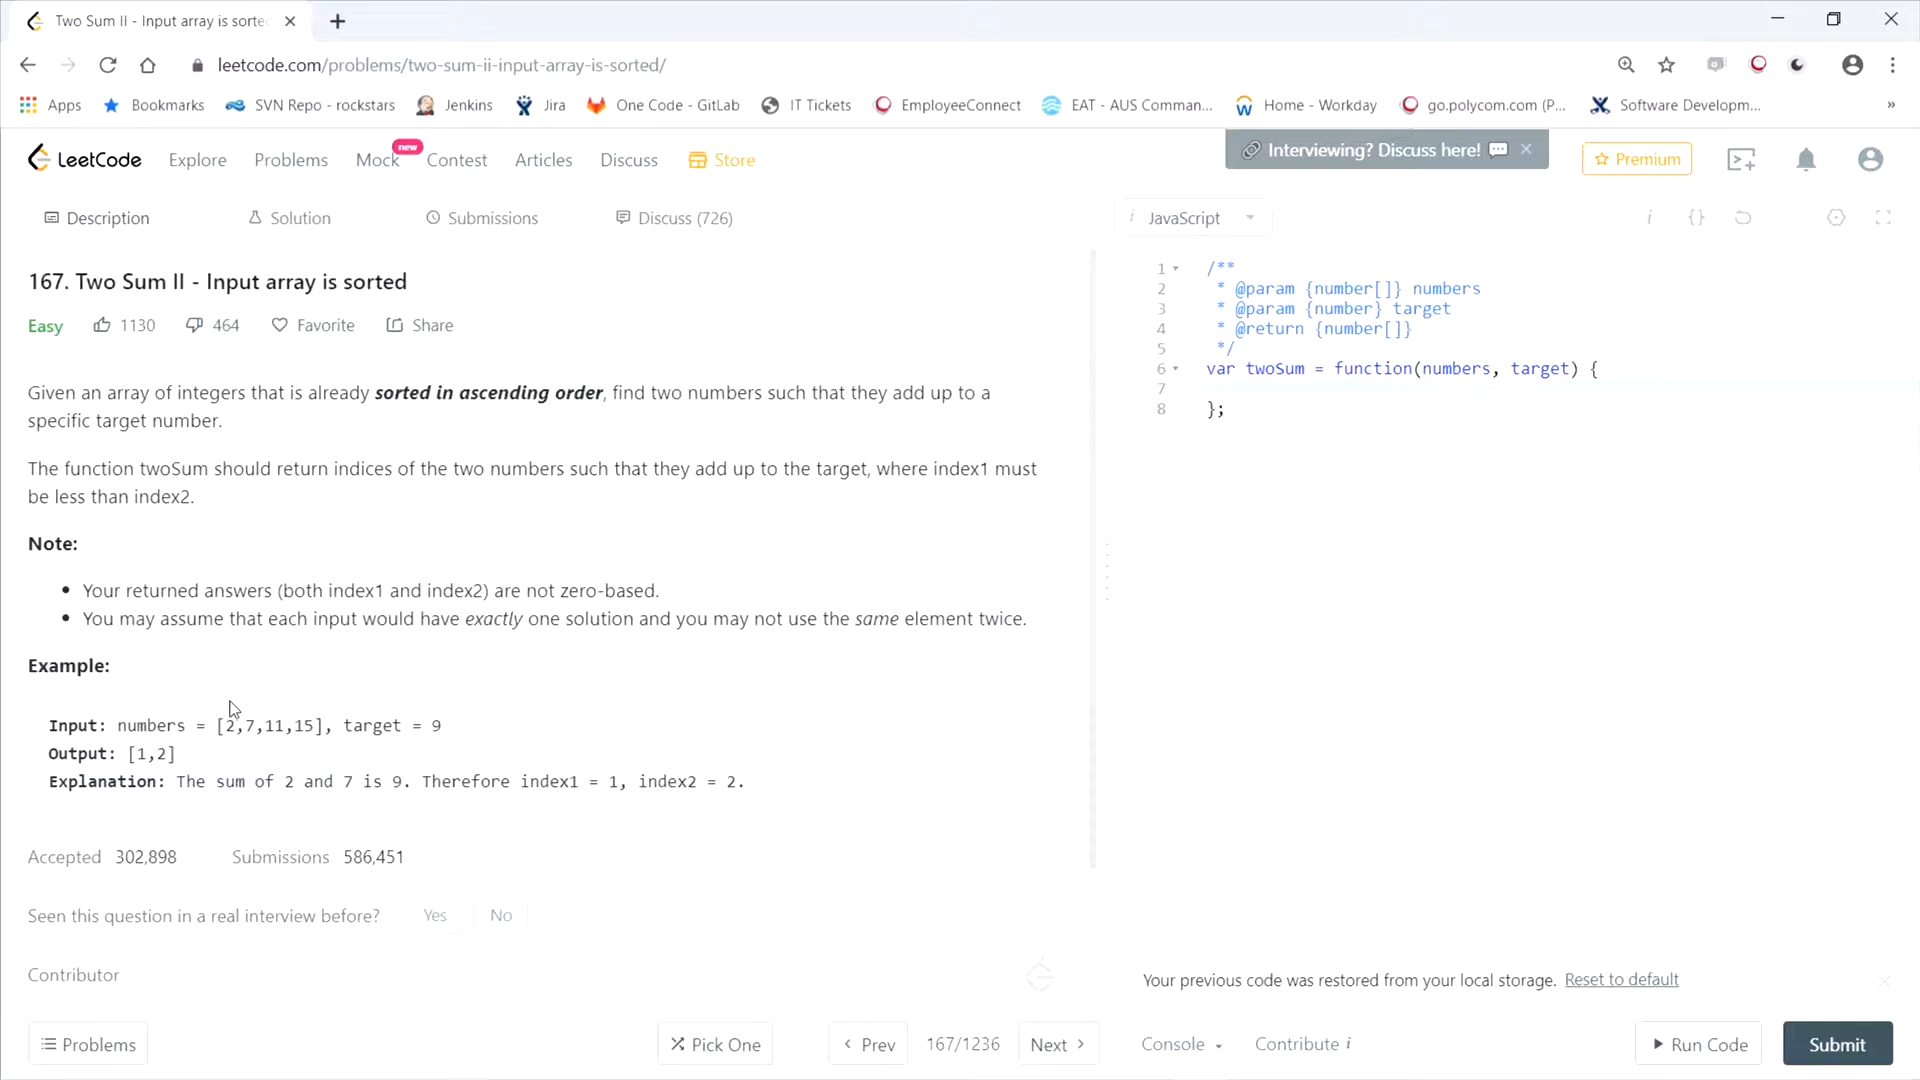 Two Sum II - Input array is sorte
leetcode.com/problems/two-sum-ii-input-array-is-sorted/
Apps Bookmarks SVN Repo - rockstars Jenkins Jira One Code - GitLab IT Tickets EmployeeConnect EAT - AUS Comman... Home - Workday go.polycom.com (P... Software Developm... »
LeetCode Explore Problems Mock new Contest Articles Discuss Store Interviewing? Discuss here! Premium
Description Solution Submissions Discuss (726) i JavaScript i {}
167. Two Sum II - Input array is sorted
Easy 1130 464 Favorite Share
Given an array of integers that is already sorted in ascending order, find two numbers such that they add up to a
specific target number.
The function twoSum should return indices of the two numbers such that they add up to the target, where index1 must
be less than index2.
Note:
• Your returned answers (both index1 and index2) are not zero-based.
• You may assume that each input would have exactly one solution and you may not use the same element twice.
Example:
Input: numbers = [2,7,11,15], target = 9
Output: [1,2]
Explanation: The sum of 2 and 7 is 9. Therefore index1 = 1, index2 = 2.
Accepted 302,898 Submissions 586,451
Seen this question in a real interview before? Yes No
Contributor
Problems Pick One Prev 167/1236 Next
1 /**
2 * @param {number[]} numbers
3 * @param {number} target
4 * @return {number[]}
5 */
6 var twoSum = function(numbers, target) {
7
8 };
Your previous code was restored from your local storage. Reset to default
Console Contribute i Run Code Submit